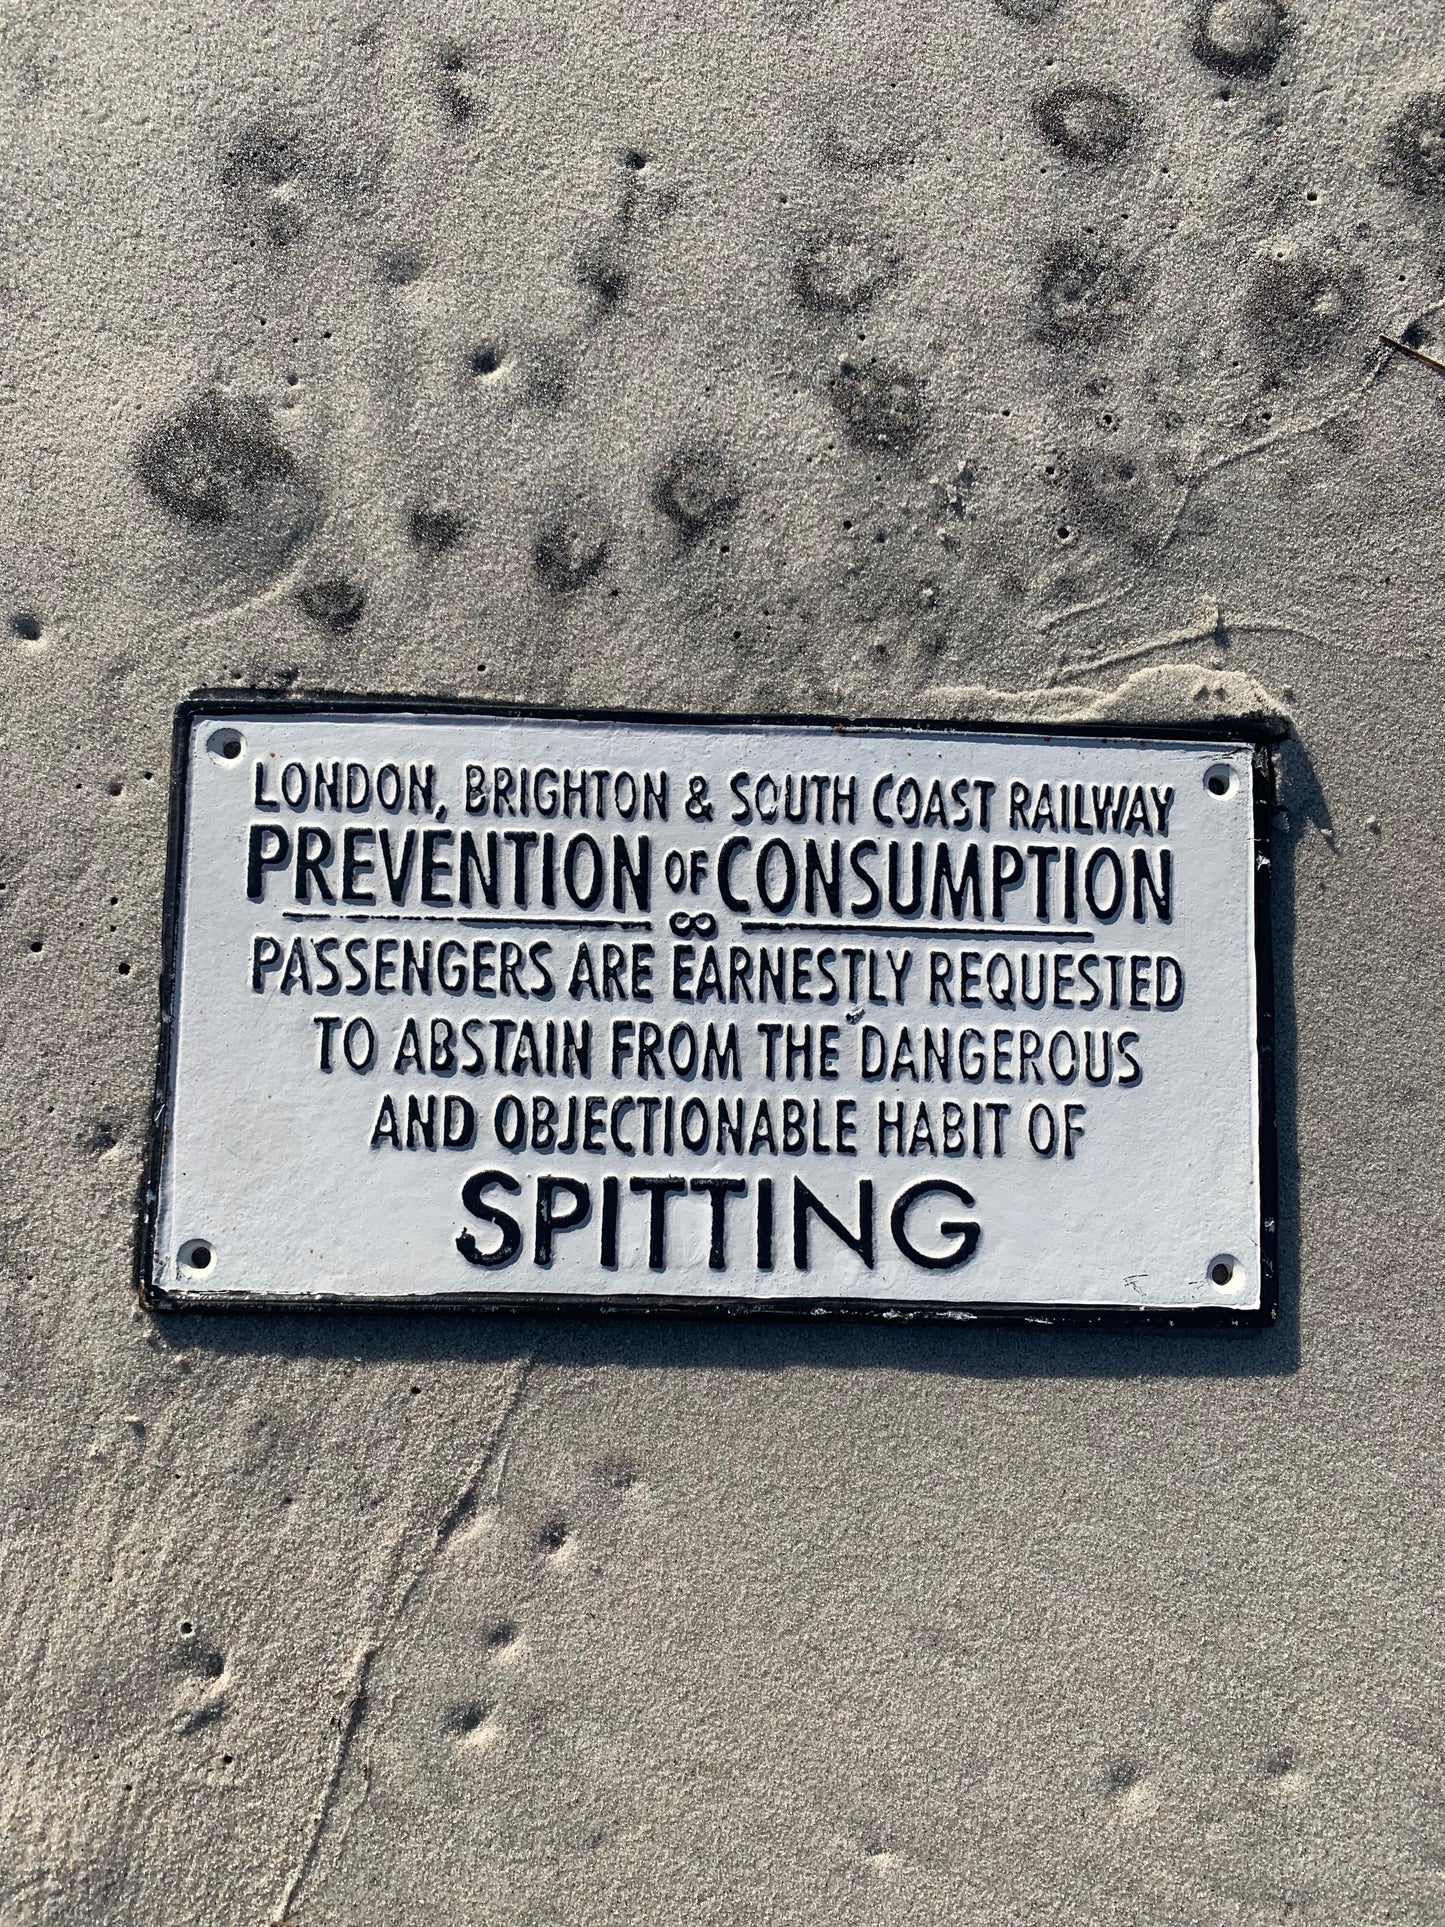 LONDON, BRIGHTON & SOUTH COAST RAILWAY
PREVENTION OF CONSUMPTION
PASSENGERS ARE EARNESTLY REQUESTED
TO ABSTAIN FROM THE DANGEROUS
AND OBJECTIONABLE HABIT OF
SPITTING